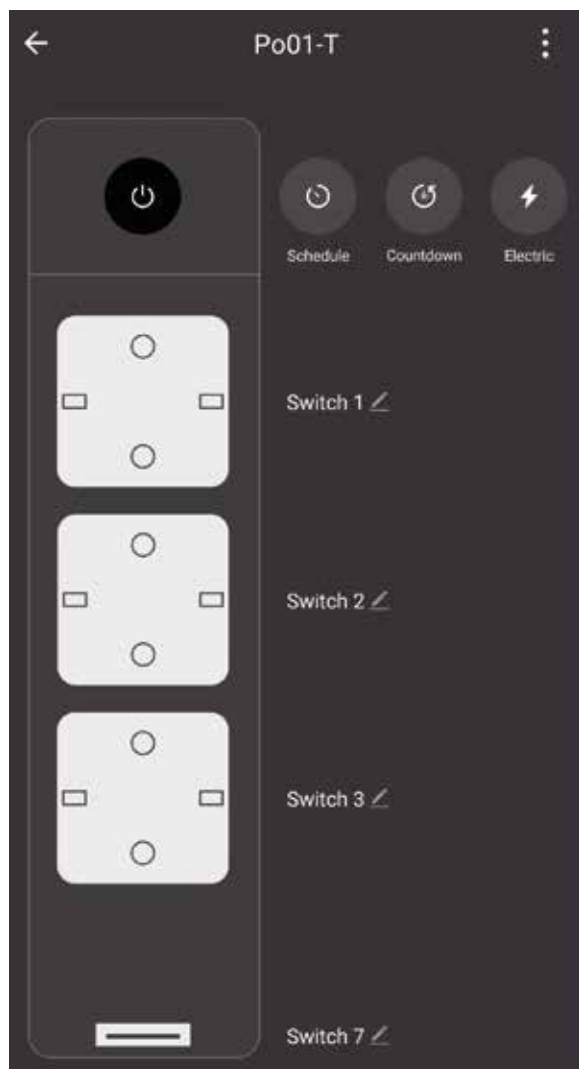 Po01-T
Schedule
Countdown
Electric
Switch 1
Switch 2
Switch 3
Switch 7